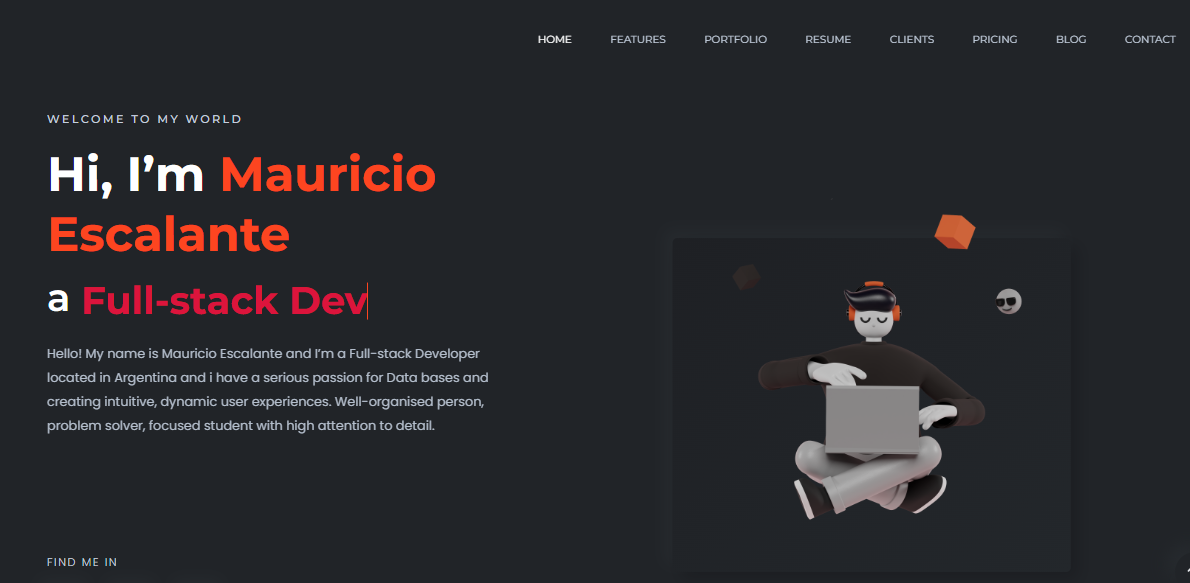 HOME FEATURES PORTFOLIO RESUME CLIENTS PRICING BLOG CONTACT
WELCOME TO MY WORLD
Hi, I’m Mauricio
Escalante
a Full-stack Dev
Hello! My name is Mauricio Escalante and I’m a Full-stack Developer
located in Argentina and i have a serious passion for Data bases and
creating intuitive, dynamic user experiences. Well-organised person,
problem solver, focused student with high attention to detail.
FIND ME IN